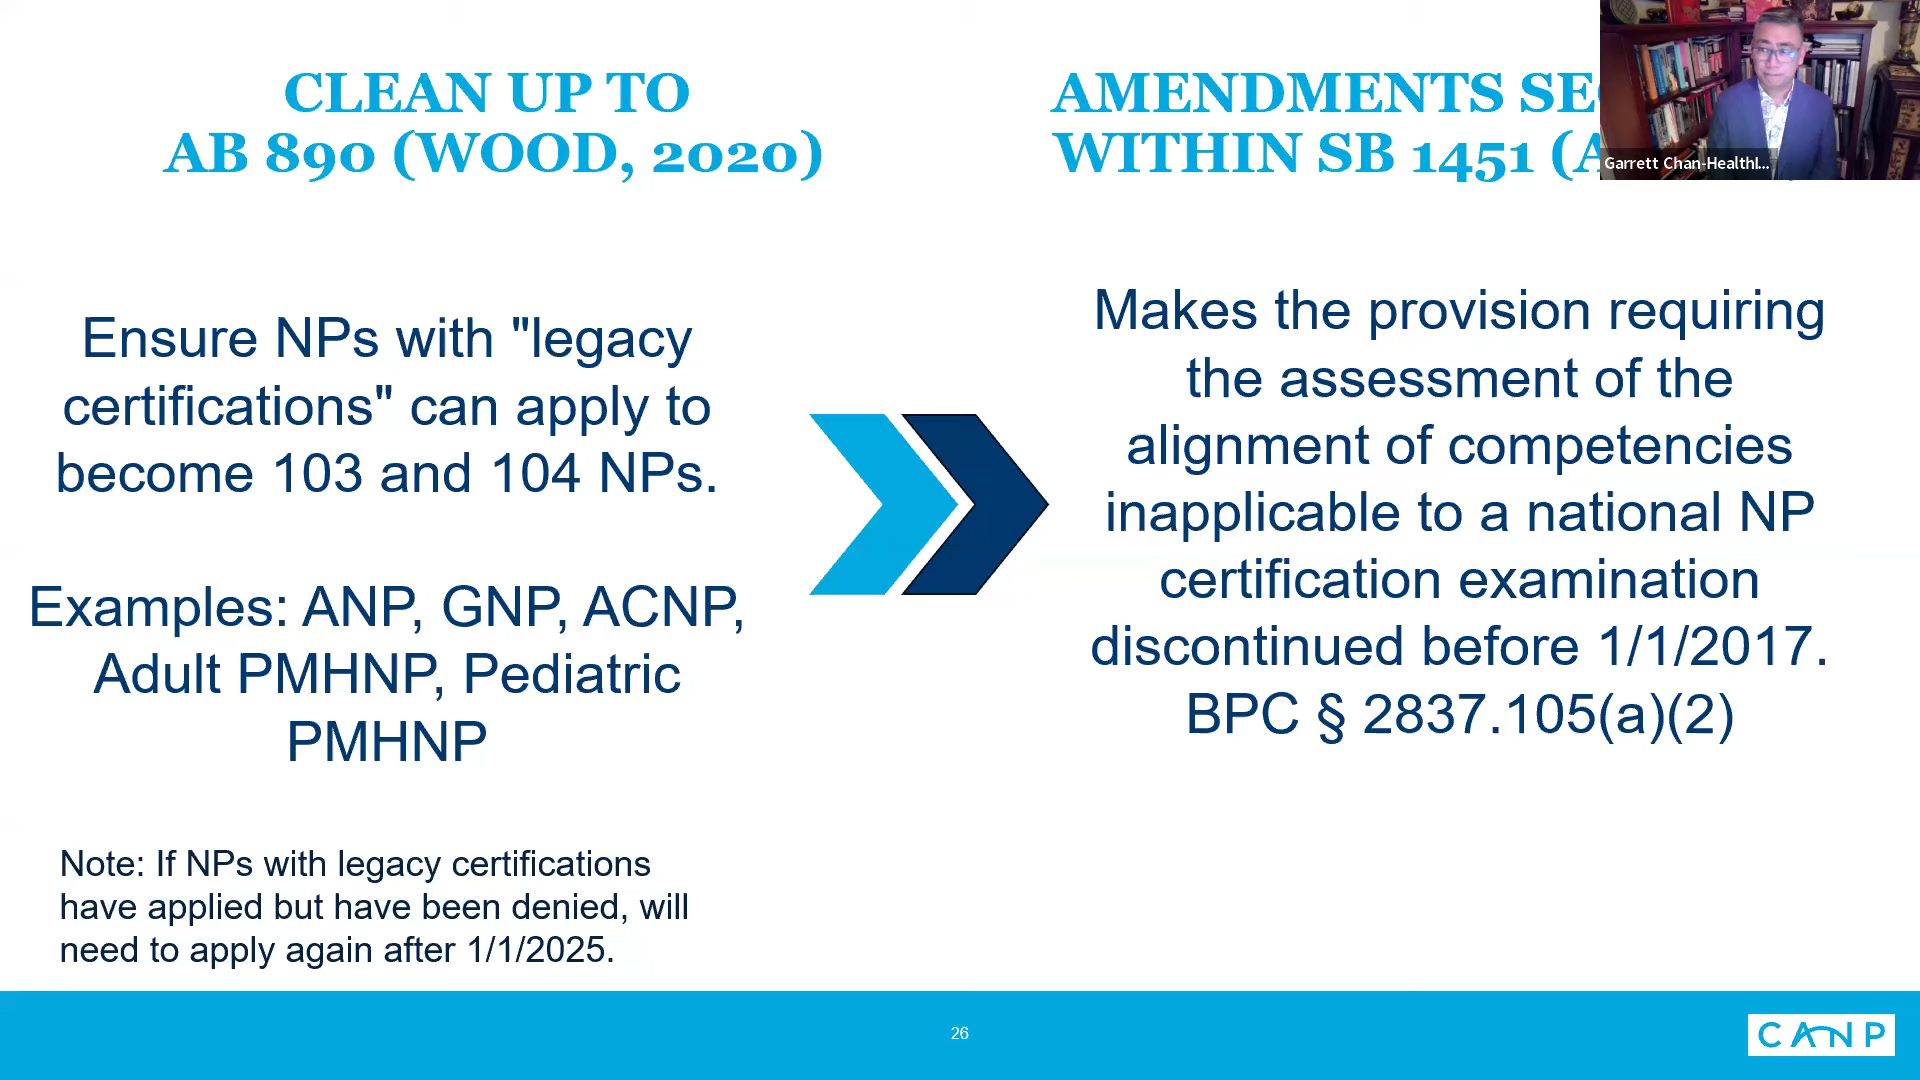 CLEAN UP TO
AB 890 (WOOD, 2020)
Ensure NPs with "legacy
certifications" can apply to
become 103 and 104 NPs.
Examples: ANP, GNP, ACNP,
Adult PMHNP, Pediatric
PMHNP
Note: If NPs with legacy certifications
have applied but have been denied, will
need to apply again after 1/1/2025.
AMENDMENTS
WITHIN SB 1451
Makes the provision requiring
the assessment of the
alignment of competencies
inapplicable to a national NP
certification examination
discontinued before 1/1/2017.
BPC § 2837.105(a)(2)
Garrett Chan-Healthl...
26
CANP